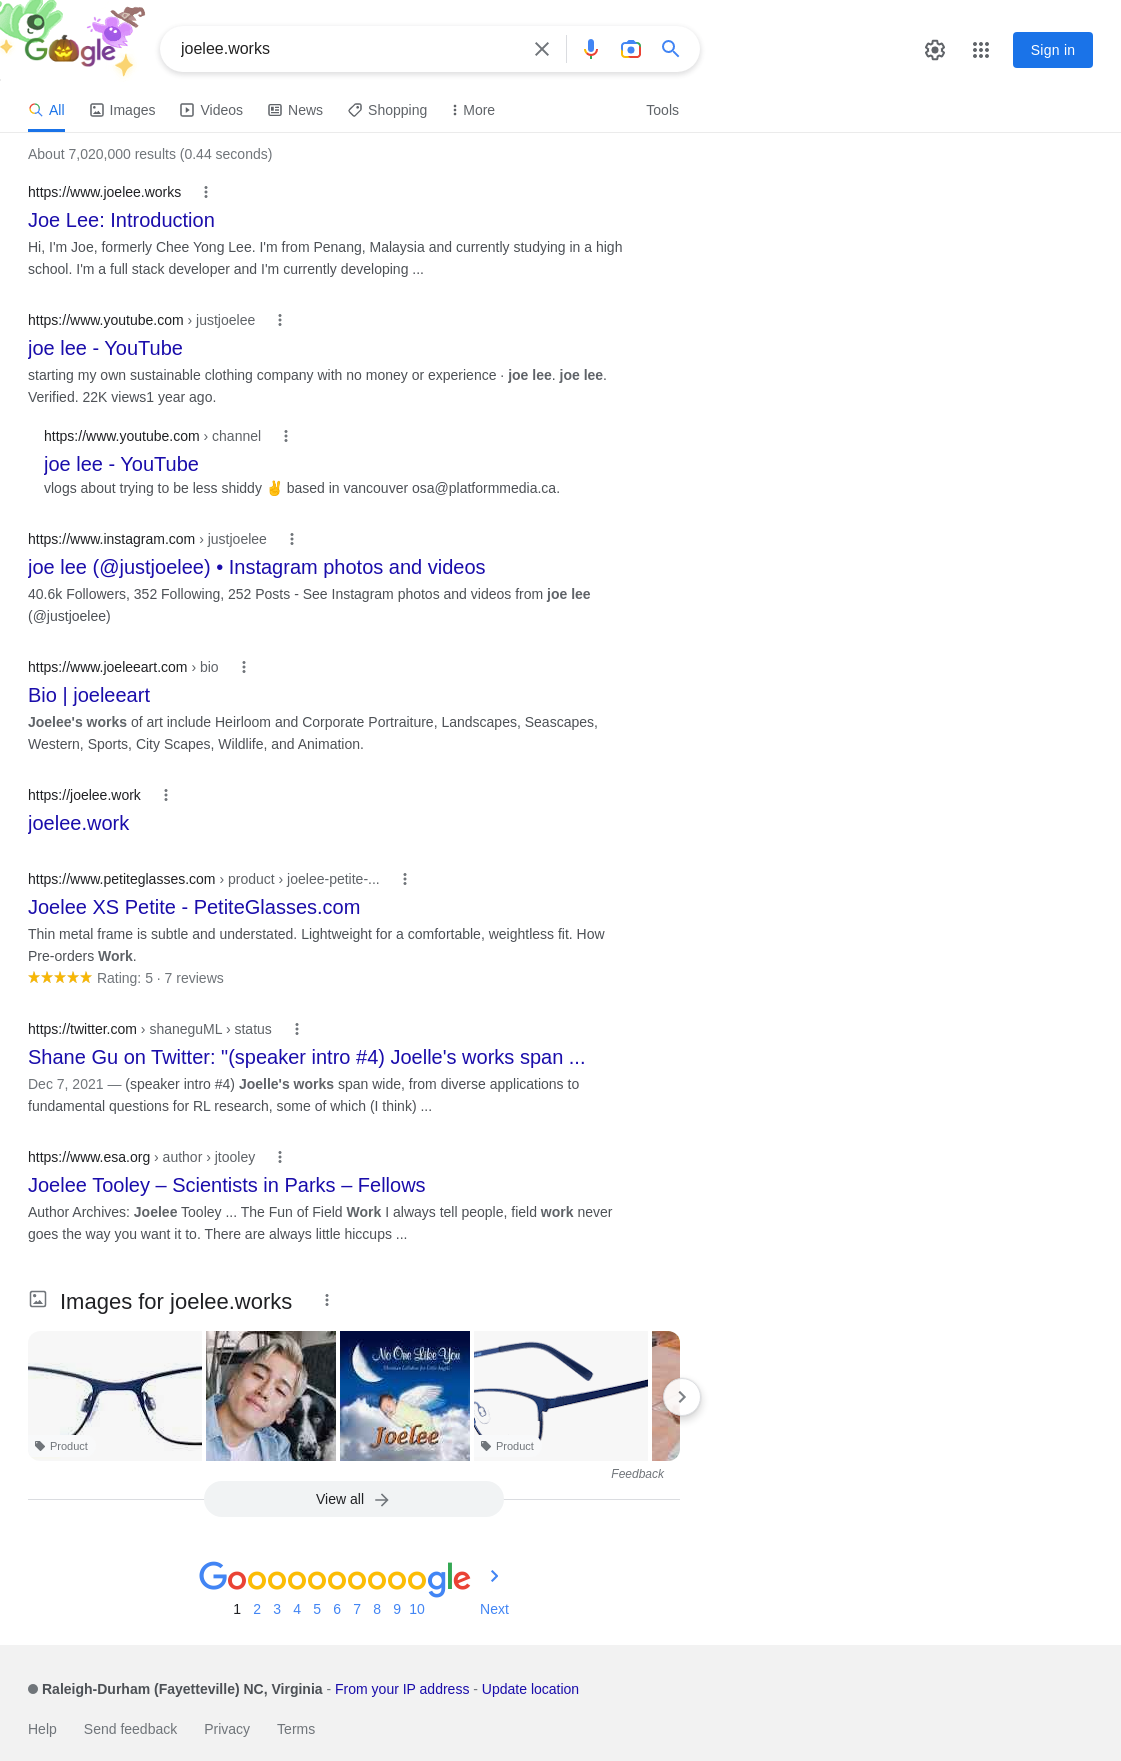 Google
joelee.works
Sign in
All Images Videos News Shopping More Tools
About 7,020,000 results (0.44 seconds)
https://www.joelee.works
Joe Lee: Introduction
Hi, I'm Joe, formerly Chee Yong Lee. I'm from Penang, Malaysia and currently studying in a high
school. I'm a full stack developer and I'm currently developing ...
https://www.youtube.com › justjoelee
joe lee - YouTube
starting my own sustainable clothing company with no money or experience · joe lee. joe lee.
Verified. 22K views1 year ago.
https://www.youtube.com › channel
joe lee - YouTube
vlogs about trying to be less shiddy ✌ based in vancouver osa@platformmedia.ca.
https://www.instagram.com › justjoelee
joe lee (@justjoelee) • Instagram photos and videos
40.6k Followers, 352 Following, 252 Posts - See Instagram photos and videos from joe lee
(@justjoelee)
https://www.joeleeart.com › bio
Bio | joeleeart
Joelee's works of art include Heirloom and Corporate Portraiture, Landscapes, Seascapes,
Western, Sports, City Scapes, Wildlife, and Animation.
https://joelee.work
joelee.work
https://www.petiteglasses.com › product › joelee-petite-...
Joelee XS Petite - PetiteGlasses.com
Thin metal frame is subtle and understated. Lightweight for a comfortable, weightless fit. How
Pre-orders Work.
Rating: 5 · 7 reviews
https://twitter.com › shaneguML › status
Shane Gu on Twitter: "(speaker intro #4) Joelle's works span ...
Dec 7, 2021 — (speaker intro #4) Joelle's works span wide, from diverse applications to
fundamental questions for RL research, some of which (I think) ...
https://www.esa.org › author › jtooley
Joelee Tooley – Scientists in Parks – Fellows
Author Archives: Joelee Tooley ... The Fun of Field Work I always tell people, field work never
goes the way you want it to. There are always little hiccups ...
Images for joelee.works
No One Like You
Joelee
Product
Product
Feedback
View all
Goooooooooogle
1 2 3 4 5 6 7 8 9 10 Next
Raleigh-Durham (Fayetteville) NC, Virginia - From your IP address - Update location
Help Send feedback Privacy Terms